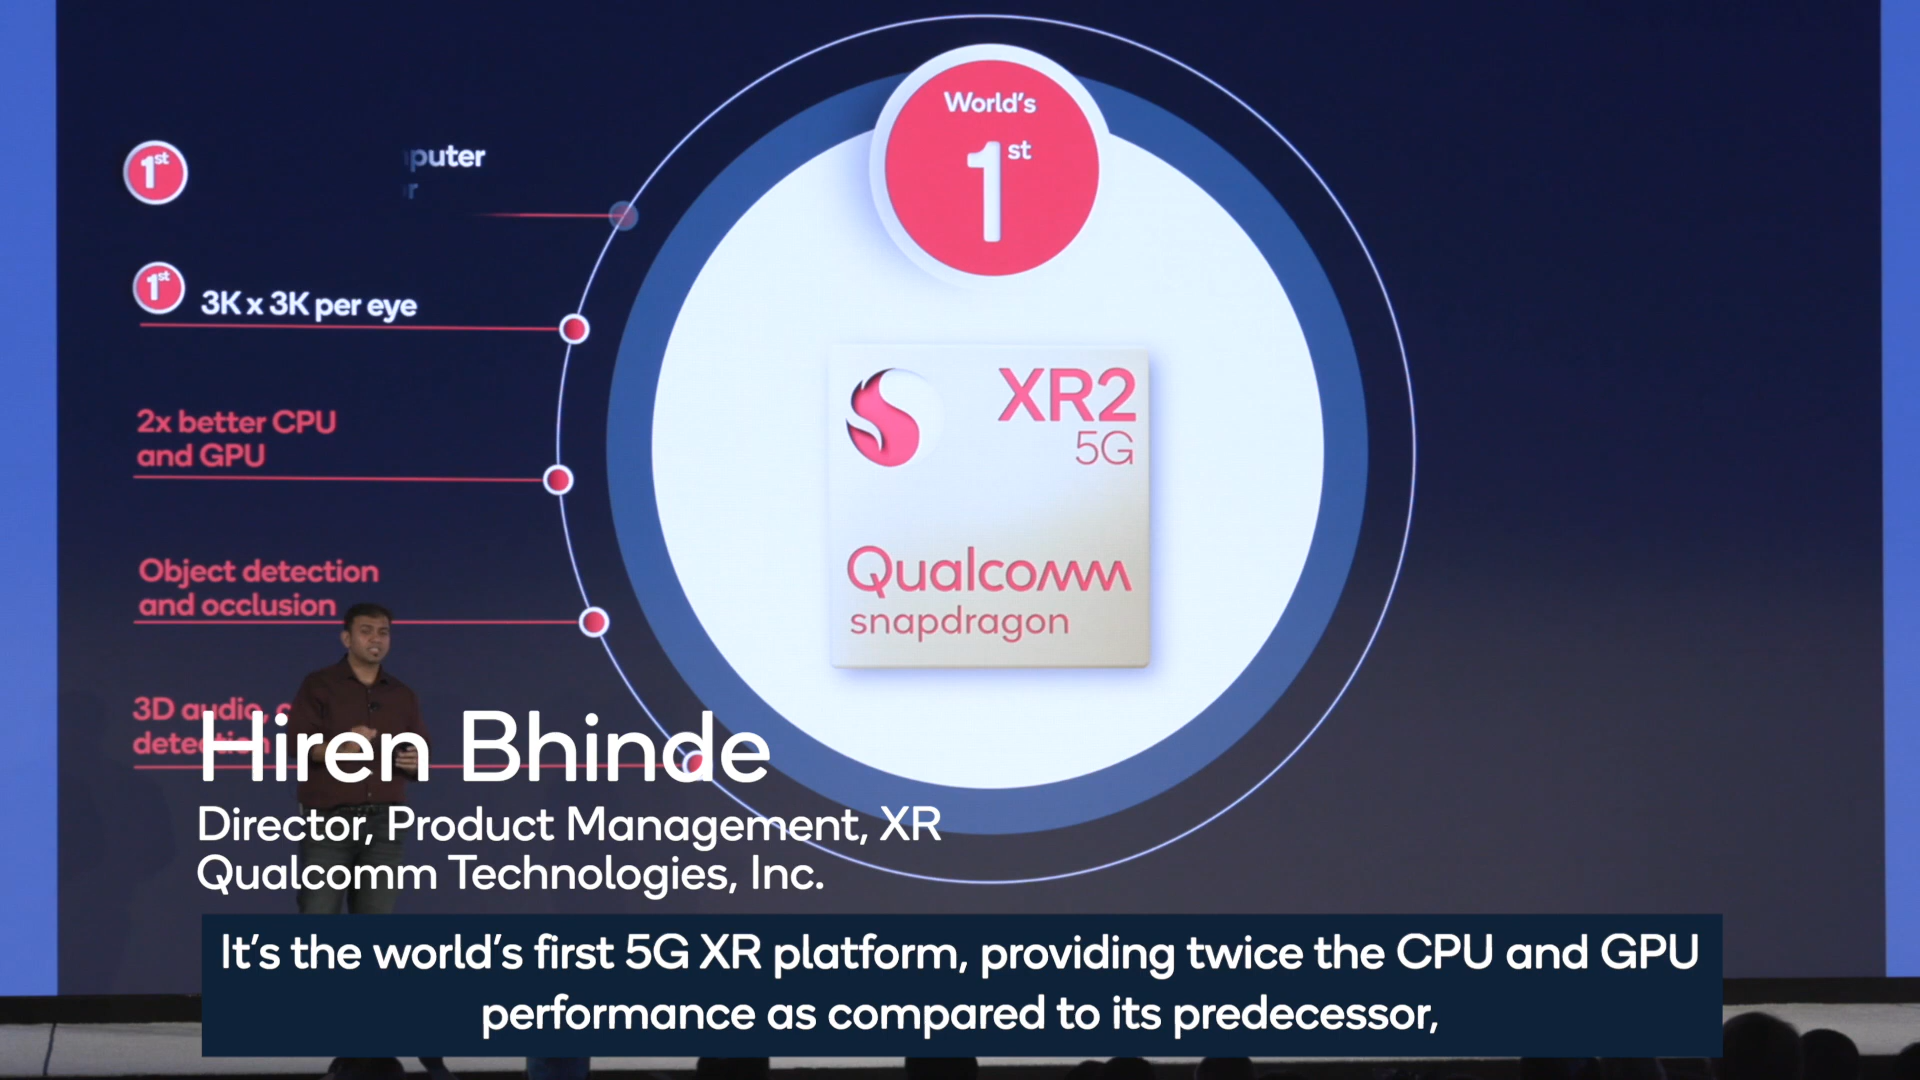 World's
1st
1st
1st
3K x 3K per eye
2x better CPU
and GPU
Object detection
and occlusion
3D audio,
XR2
5G
Qualcomm
snapdragon
Hiren Bhinde
Director, Product Management, XR
Qualcomm Technologies, Inc.
It's the world's first 5G XR platform, providing twice the CPU and GPU
performance as compared to its predecessor,